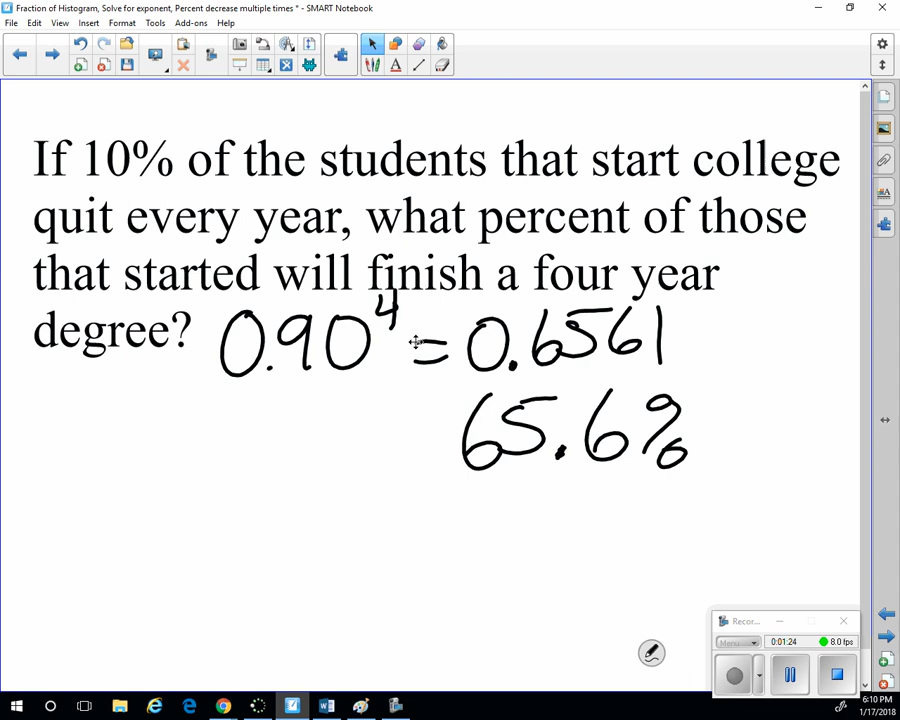 Fraction of Histogram, Solve for exponent, Percent decrease multiple times * - SMART Notebook
File Edit View Insert Format Tools Add-ons Help
If 10% of the students that start college
quit every year, what percent of those
that started will finish a four year
degree? 0.90⁴ = 0.6561
65.6%
Recor...
Menu 0:01:24 8.0 fps
6:10 PM
1/17/2018